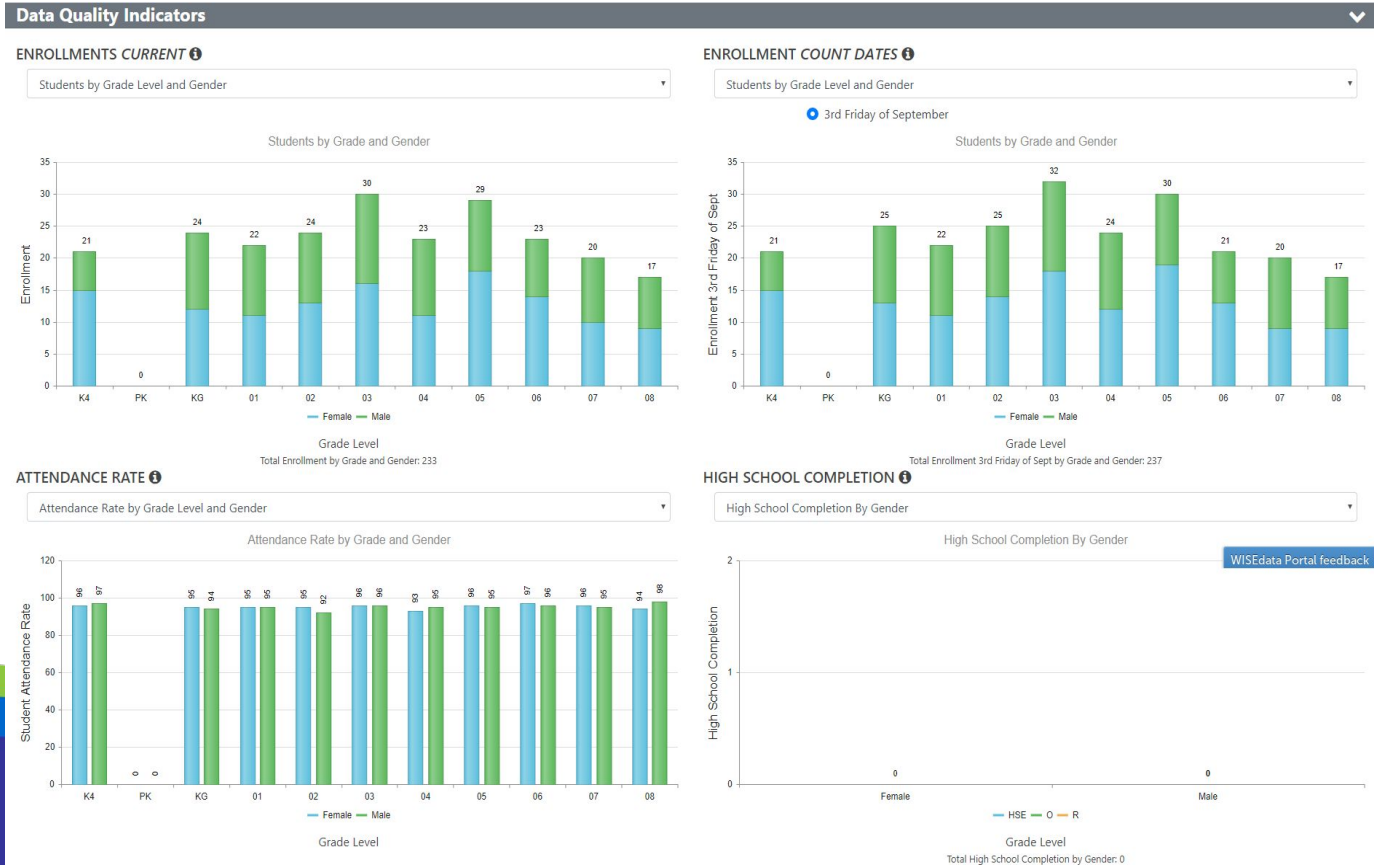 Data Quality Indicators
ENROLLMENTS CURRENT
Students by Grade Level and Gender
Students by Grade and Gender
Enrollment
35
30
25
20
15
10
5
0
21
0
24
22
24
30
23
29
23
20
17
K4 PK KG 01 02 03 04 05 06 07 08
Female Male
Grade Level
Total Enrollment by Grade and Gender: 233
ENROLLMENT COUNT DATES
Students by Grade Level and Gender
3rd Friday of September
Students by Grade and Gender
Enrollment 3rd Friday of Sept
35
30
25
20
15
10
5
0
21
0
25
22
25
32
24
30
21
20
17
K4 PK KG 01 02 03 04 05 06 07 08
Female Male
Grade Level
Total Enrollment 3rd Friday of Sept by Grade and Gender: 237
ATTENDANCE RATE
Attendance Rate by Grade Level and Gender
Attendance Rate by Grade and Gender
Student Attendance Rate
120
100
80
60
40
20
0
96 97
0 0
95 94
95 95
95 92
96 96
93 95
96 95
97 96
96 95
94 98
K4 PK KG 01 02 03 04 05 06 07 08
Female Male
Grade Level
HIGH SCHOOL COMPLETION
High School Completion By Gender
High School Completion By Gender
WISEdata Portal feedback
High School Completion
2
1
0
0 0
Female Male
HSE O R
Grade Level
Total High School Completion by Gender: 0